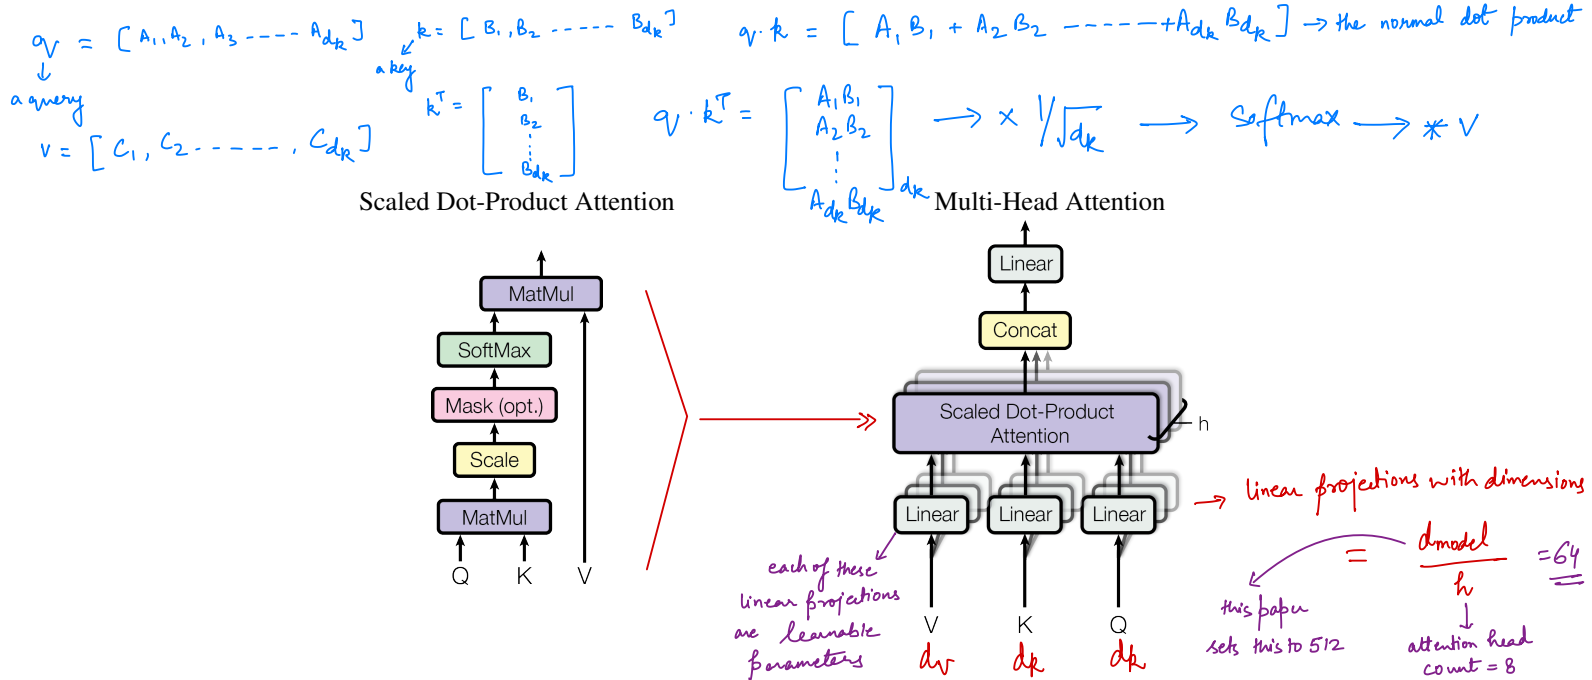 q = [A₁, A₂, A₃ ---- A_dk]
a query
k = [B₁, B₂ ------ B_dk]
a key
q·k = [A₁B₁ + A₂B₂ ------ + A_dk B_dk] → the normal dot product
v = [C₁, C₂ ------, C_dk]
kᵀ = [B₁
B₂
⋮
B_dk]
q·kᵀ = [A₁B₁
A₂B₂
⋮
A_dk B_dk] dk
→ × 1/√dk → softmax → * v
Scaled Dot-Product Attention
MatMul
SoftMax
Mask (opt.)
Scale
MatMul
Q K V
Multi-Head Attention
Linear
Concat
Scaled Dot-Product
Attention
h
Linear Linear Linear
V K Q
dv dk dk
each of these
linear projections
are learnable
parameters
→ linear projections with dimensions
= dmodel / h = 64
this paper
sets this to 512
attention head
count = 8